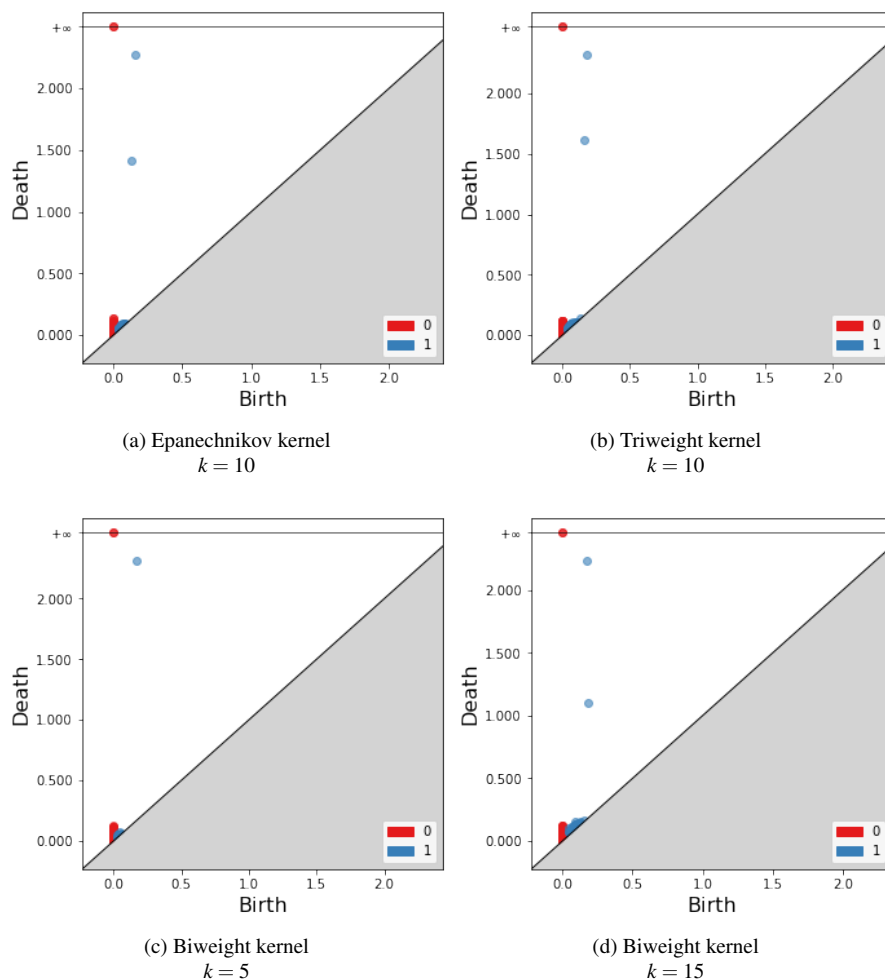 +∞
2.000
1.500
1.000
0.500
0.000
Death
0.0 0.5 1.0 1.5 2.0
Birth
0
1
(a) Epanechnikov kernel
k = 10
+∞
2.000
1.500
1.000
0.500
0.000
Death
0.0 0.5 1.0 1.5 2.0
Birth
0
1
(b) Triweight kernel
k = 10
+∞
2.000
1.500
1.000
0.500
0.000
Death
0.0 0.5 1.0 1.5 2.0
Birth
0
1
(c) Biweight kernel
k = 5
+∞
2.000
1.500
1.000
0.500
0.000
Death
0.0 0.5 1.0 1.5 2.0
Birth
0
1
(d) Biweight kernel
k = 15